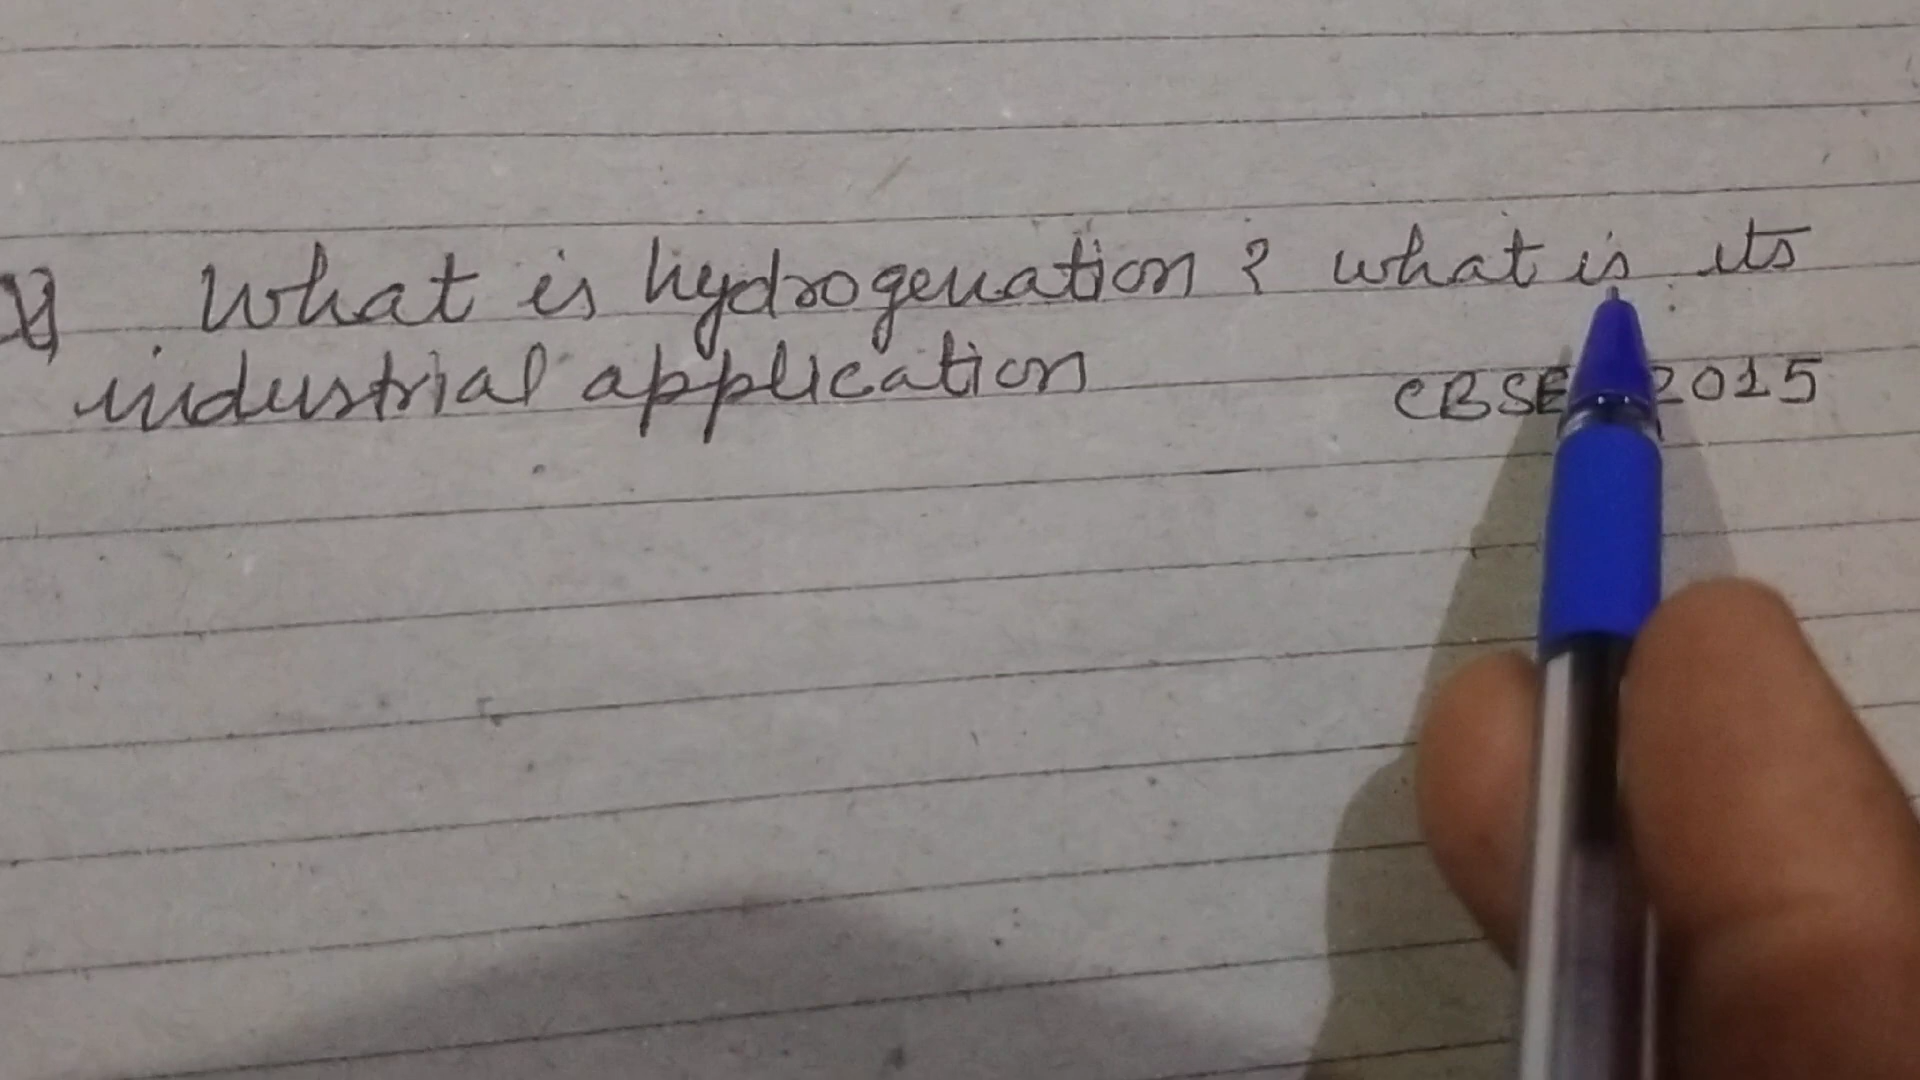 What is hydrogenation? what is its
industrial application CBSE 2015